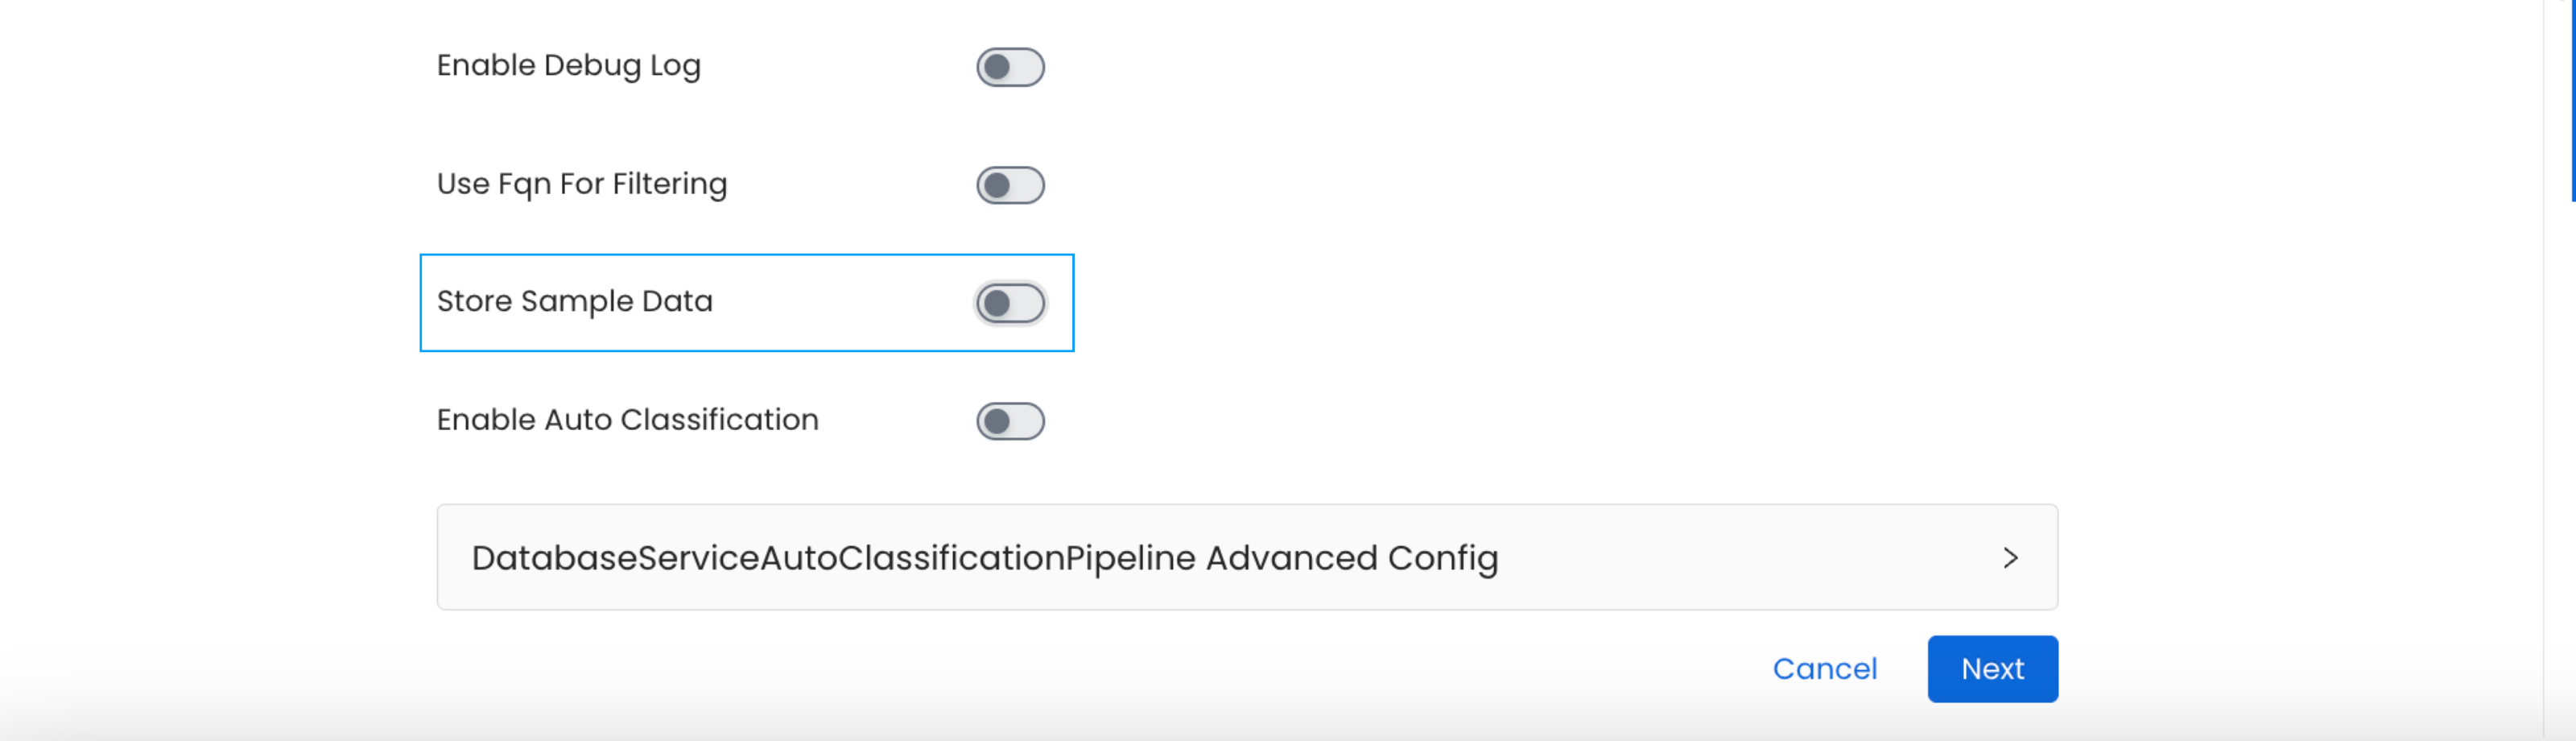 Enable Debug Log
Use Fqn For Filtering
Store Sample Data
Enable Auto Classification
DatabaseServiceAutoClassificationPipeline Advanced Config
Cancel
Next